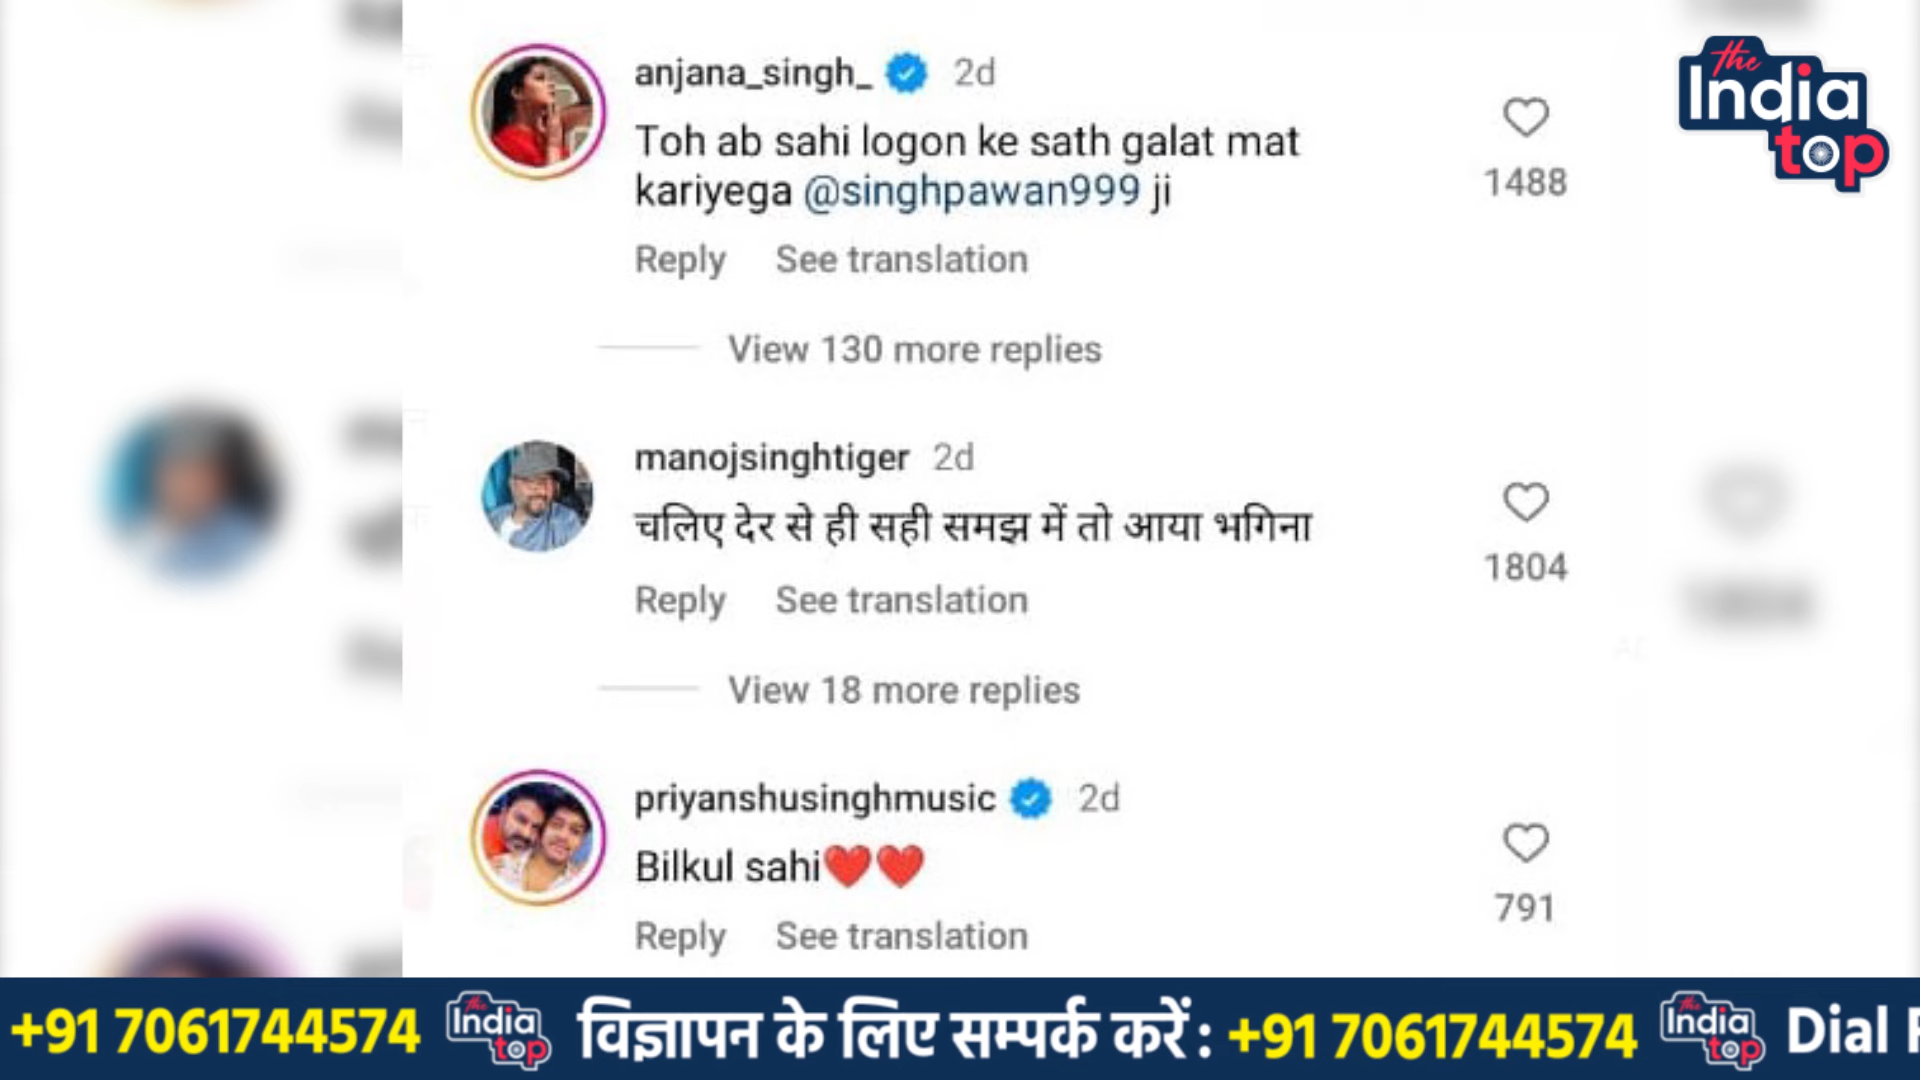 anjana_singh_ 2d
Toh ab sahi logon ke sath galat mat
kariyega @singhpawan999 ji
1488
Reply See translation
View 130 more replies
manojsinghtiger 2d
चलिए देर से ही सही समझ में तो आया भगिना
1804
Reply See translation
View 18 more replies
priyanshusinghmusic 2d
Bilkul sahi❤️❤️
791
Reply See translation
the
India
top
+91 7061744574 the India top विज्ञापन के लिए सम्पर्क करें : +91 7061744574 the India top Dial